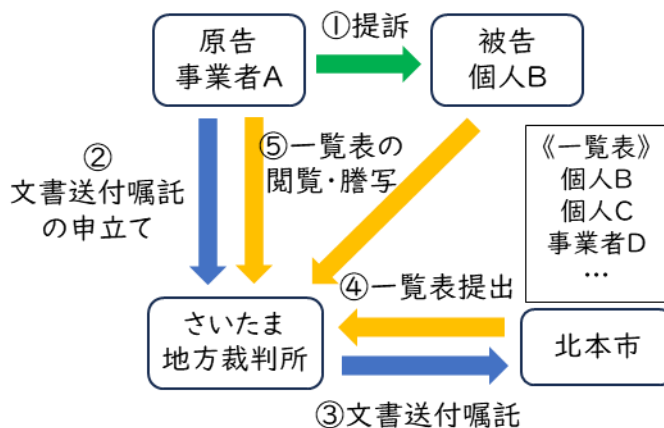 ①提訴
原告
事業者A
被告
個人B
②
文書送付嘱託
の申立て
⑤一覧表の
閲覧・謄写
《一覧表》
個人B
個人C
事業者D
…
④一覧表提出
さいたま
地方裁判所
北本市
③文書送付嘱託